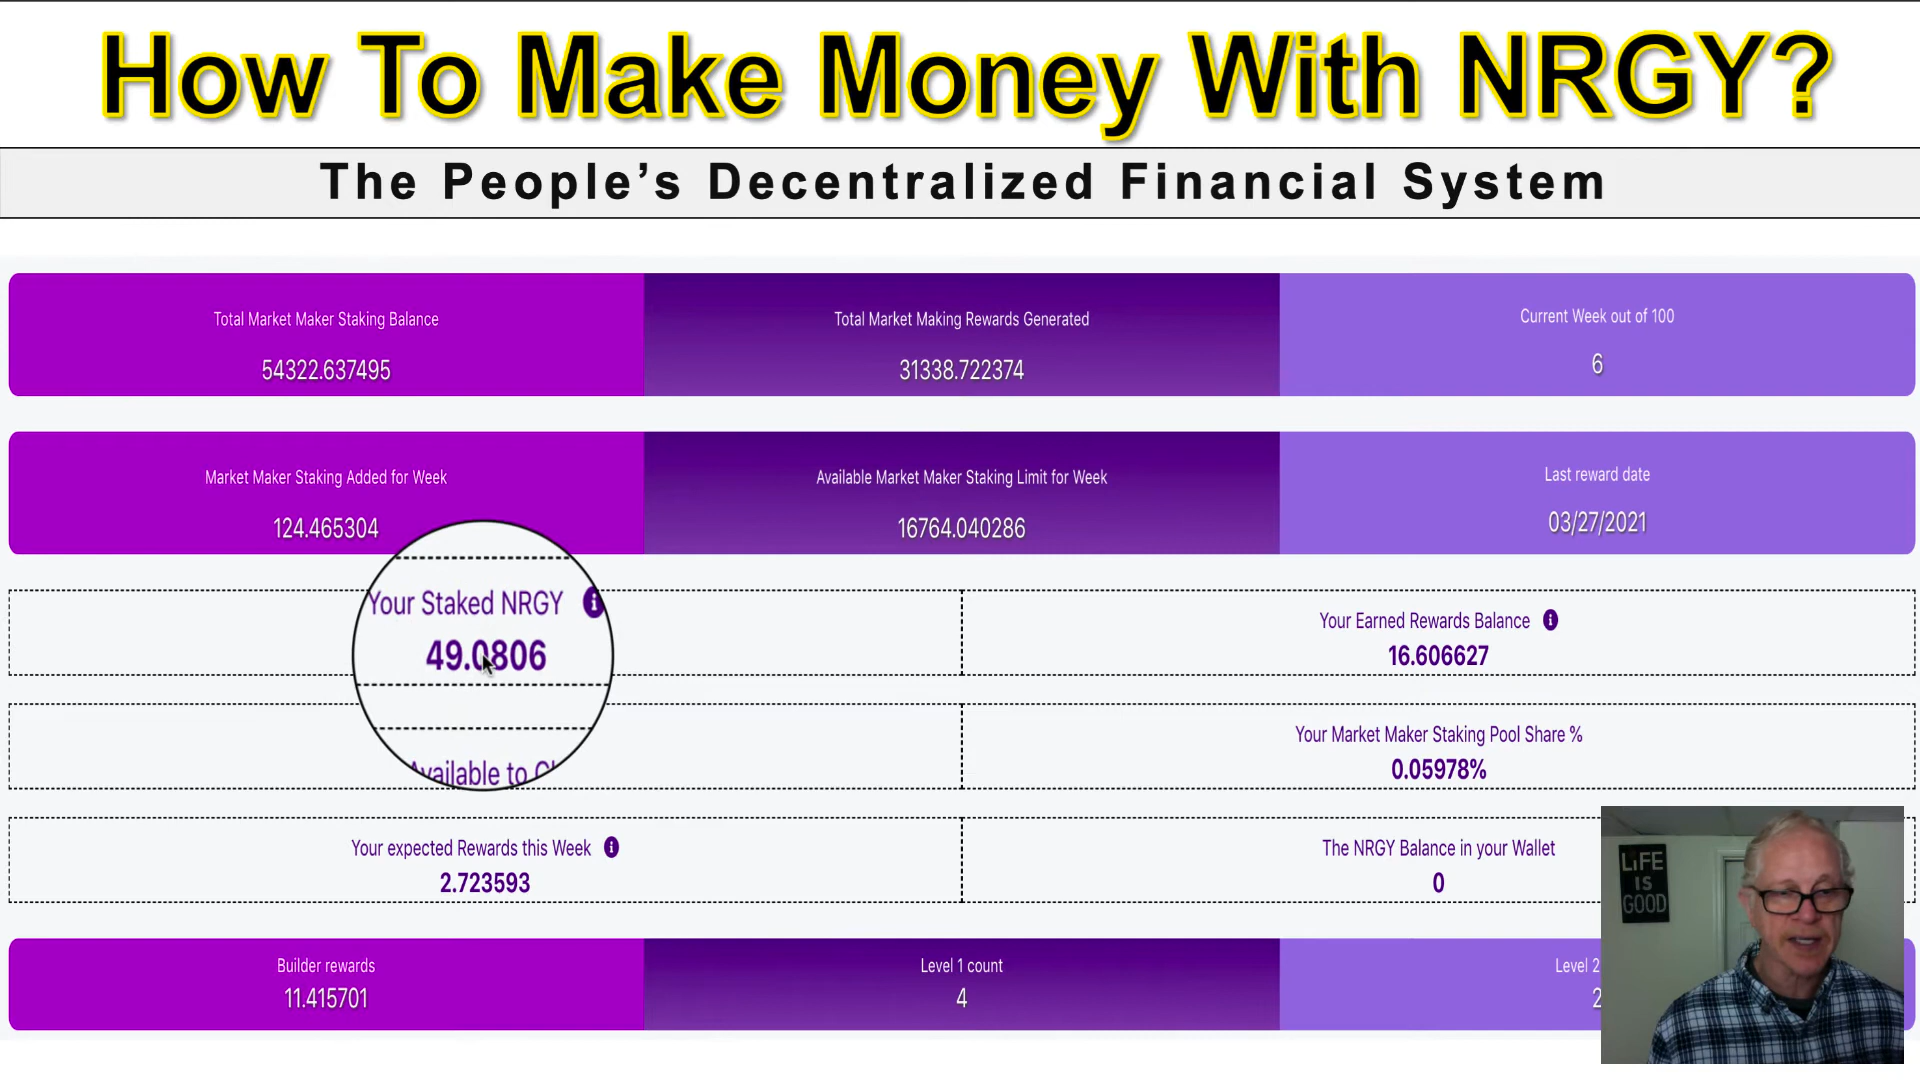 How To Make Money With NRGY?
The People's Decentralized Financial System
Total Market Maker Staking Balance
54322.637495
Total Market Making Rewards Generated
31338.722374
Current Week out of 100
6
Market Maker Staking Added for Week
124.465304
Available Market Maker Staking Limit for Week
16764.040286
Last reward date
03/27/2021
Your Staked NRGY
49.0806
Your Earned Rewards Balance
16.606627
Available to
Your Market Maker Staking Pool Share %
0.05978%
Your expected Rewards this Week
2.723593
The NRGY Balance in your Wallet
0
Builder rewards
11.415701
Level 1 count
4
Level 2
2
LiFE
IS
GOOD